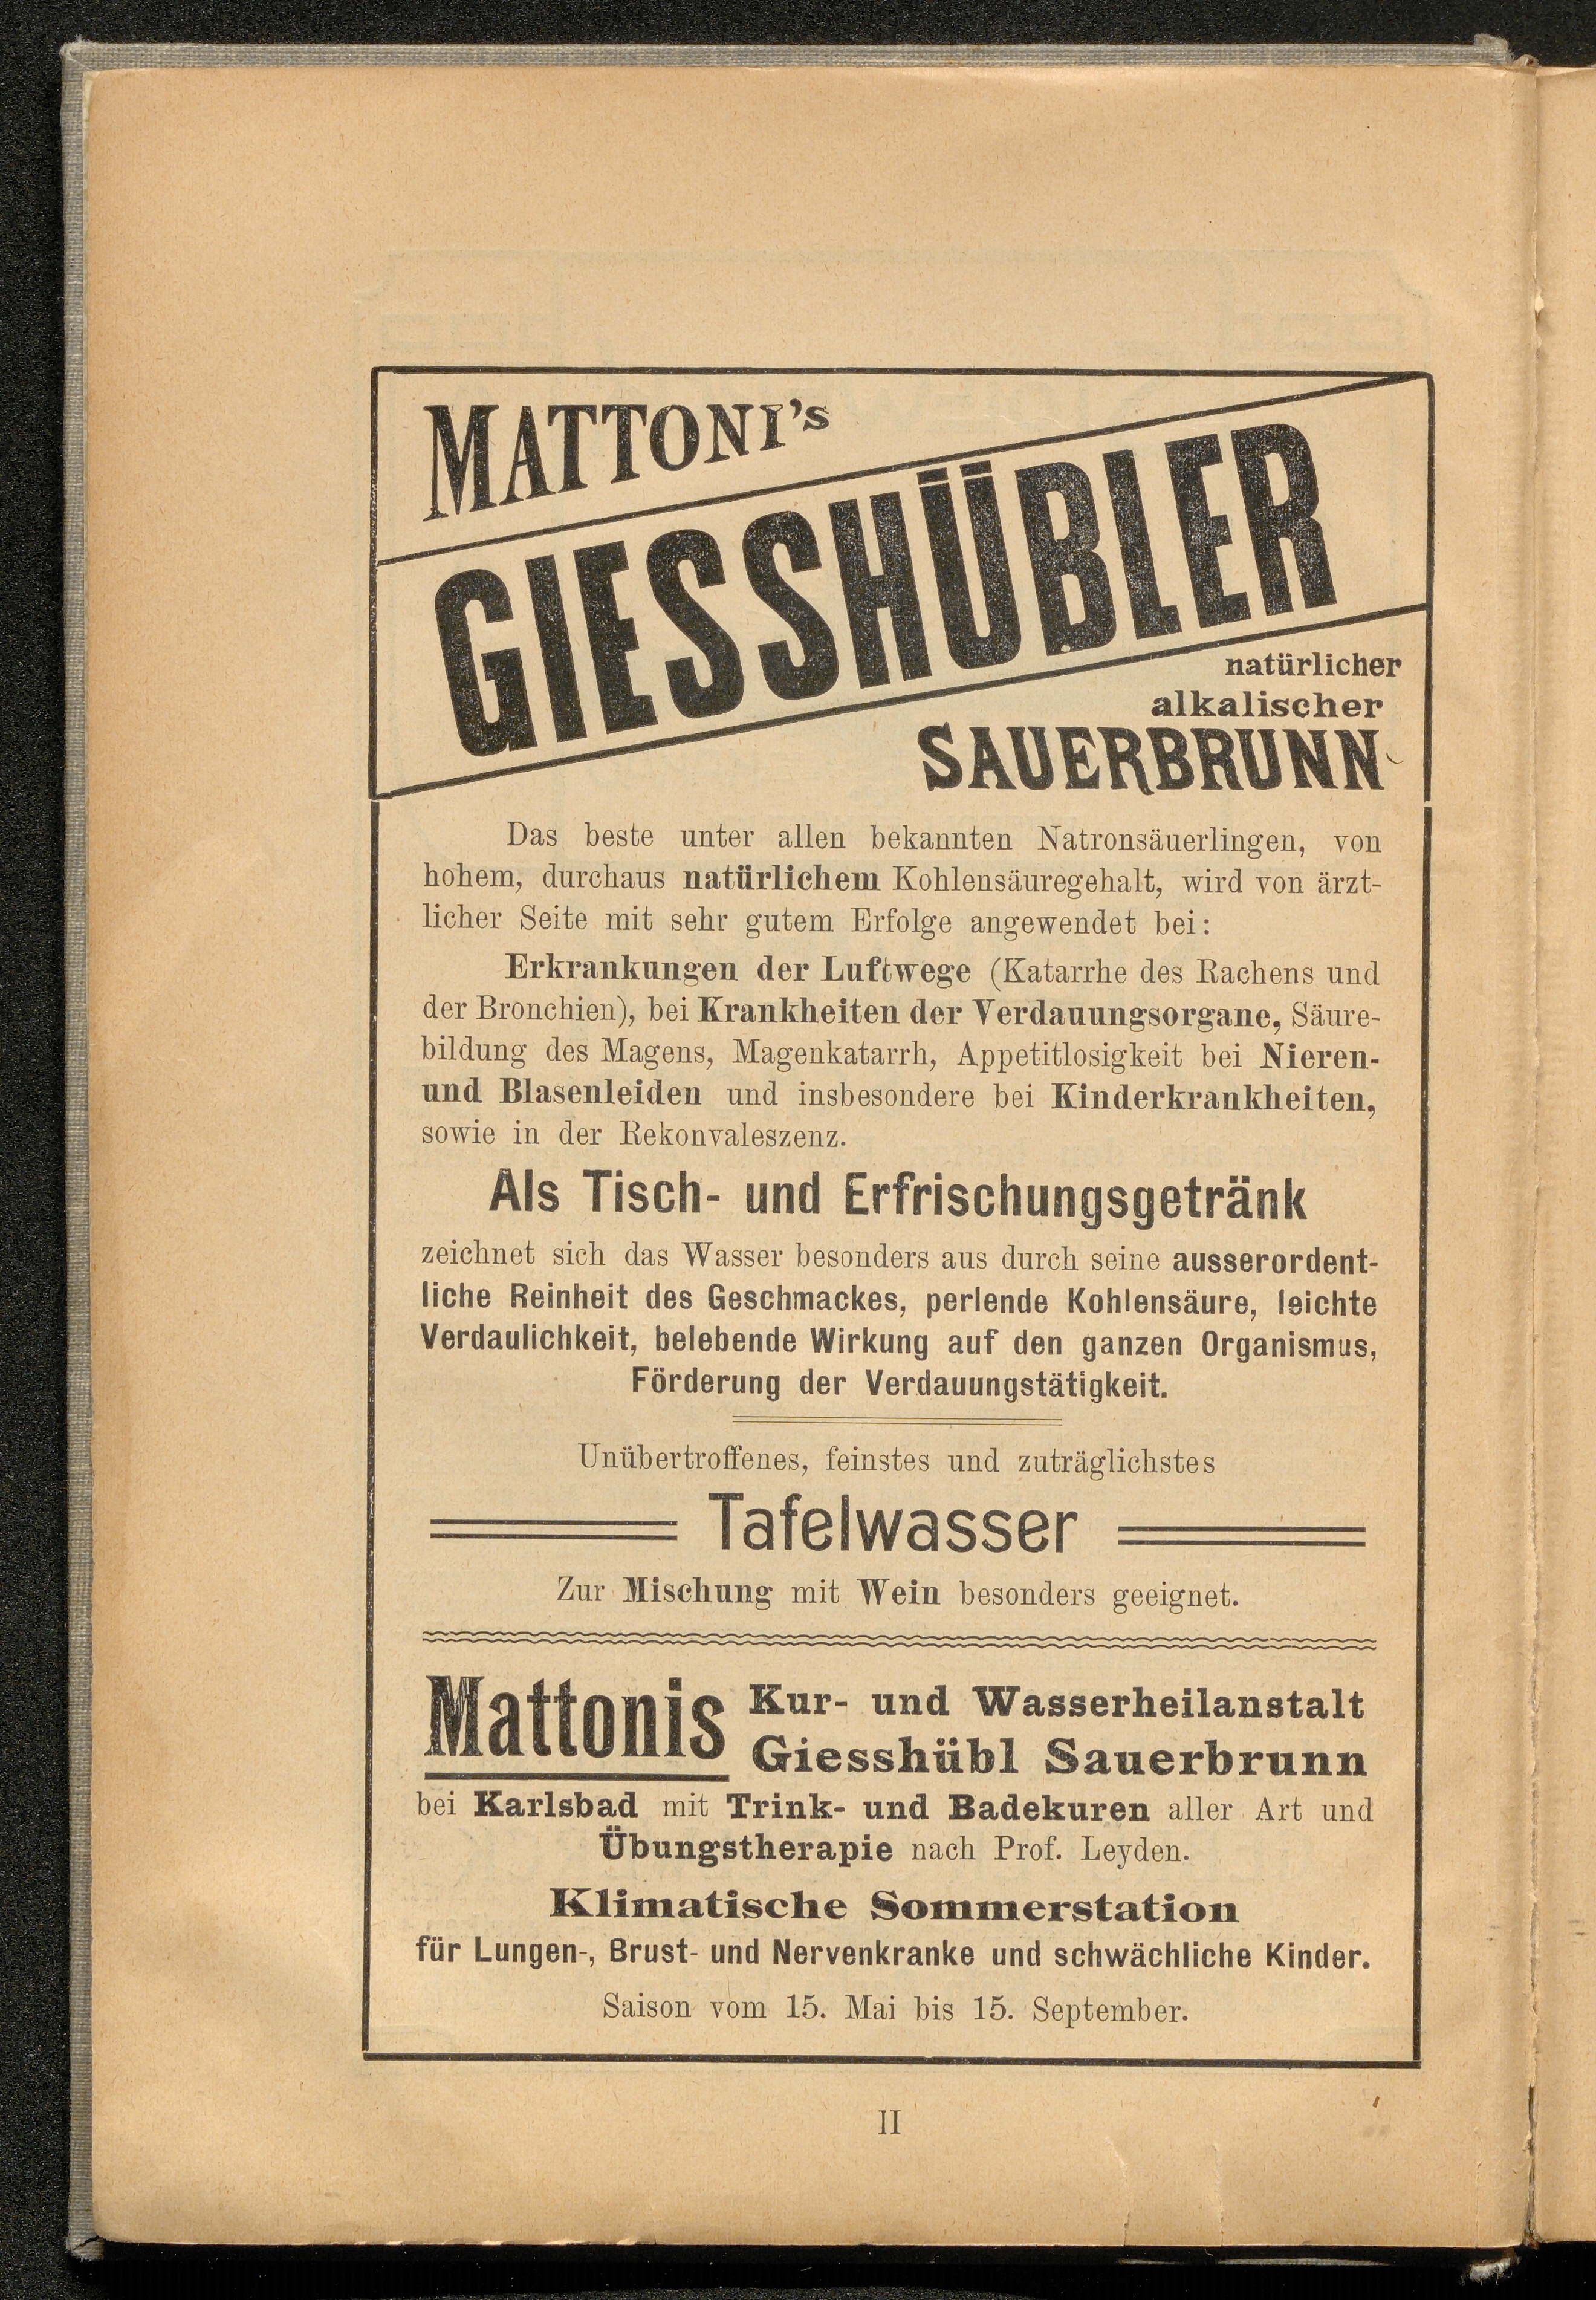 MATTONI's
GIESSHÜBLER
natürlicher
alkalischer
SAUERBRUNN
Das beste unter allen bekannten Natronsäuerlingen, von
hohem, durchaus natürlichem Kohlensäuregehalt, wird von ärzt-
licher Seite mit sehr gutem Erfolge angewendet bei:
Erkrankungen der Luftwege (Katarrhe des Rachens und
der Bronchien), bei Krankheiten der Verdauungsorgane, Säure-
bildung des Magens, Magenkatarrh, Appetitlosigkeit bei Nieren-
und Blasenleiden und insbesondere bei Kinderkrankheiten,
sowie in der Rekonvaleszenz.
Als Tisch- und Erfrischungsgetränk
zeichnet sich das Wasser besonders aus durch seine ausserordent-
liche Reinheit des Geschmackes, perlende Kohlensäure, leichte
Verdaulichkeit, belebende Wirkung auf den ganzen Organismus,
Förderung der Verdauungstätigkeit.
Unübertroffenes, feinstes und zuträglichstes
Tafelwasser
Zur Mischung mit Wein besonders geeignet.
Mattonis Kur- und Wasserheilanstalt
Giesshübl Sauerbrunn
bei Karlsbad mit Trink- und Badekuren aller Art und
Übungstherapie nach Prof. Leyden.
Klimatische Sommerstation
für Lungen-, Brust- und Nervenkranke und schwächliche Kinder.
Saison vom 15. Mai bis 15. September.
II